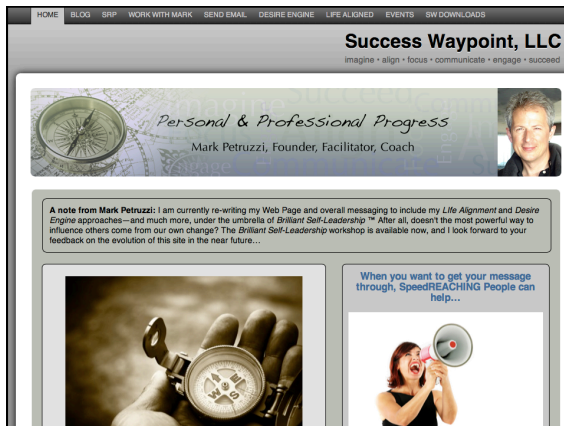 HOME BLOG SRP WORK WITH MARK SEND EMAIL DESIRE ENGINE LIFE ALIGNED EVENTS SW DOWNLOADS
Success Waypoint, LLC
imagine • align • focus • communicate • engage • succeed
Personal & Professional Progress
Mark Petruzzi, Founder, Facilitator, Coach
A note from Mark Petruzzi: I am currently re-writing my Web Page and overall messaging to include my Life Alignment and Desire
Engine approaches—and much more, under the umbrella of Brilliant Self-Leadership ™ After all, doesn't the most powerful way to
influence others come from our own change? The Brilliant Self-Leadership workshop is available now, and I look forward to your
feedback on the evolution of this site in the near future…
When you want to get your message
through, SpeedREACHING People can
help…